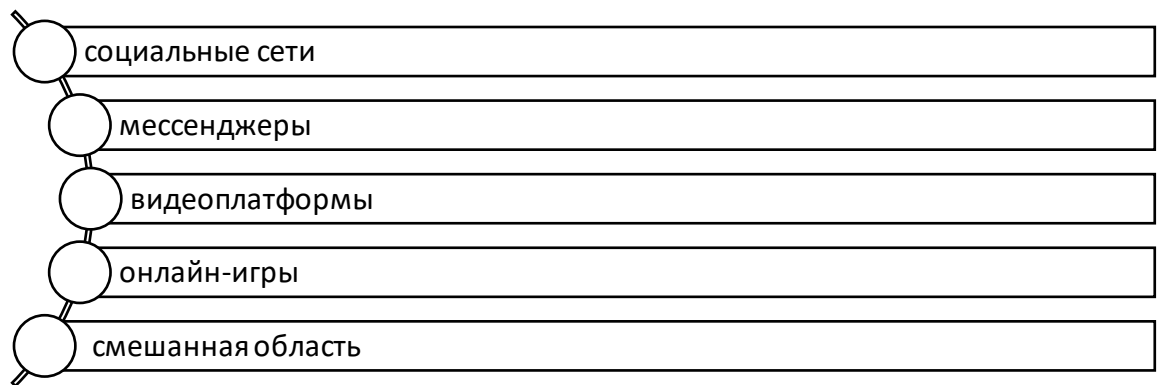 социальные сети
мессенджеры
видеоплатформы
онлайн-игры
смешанная область